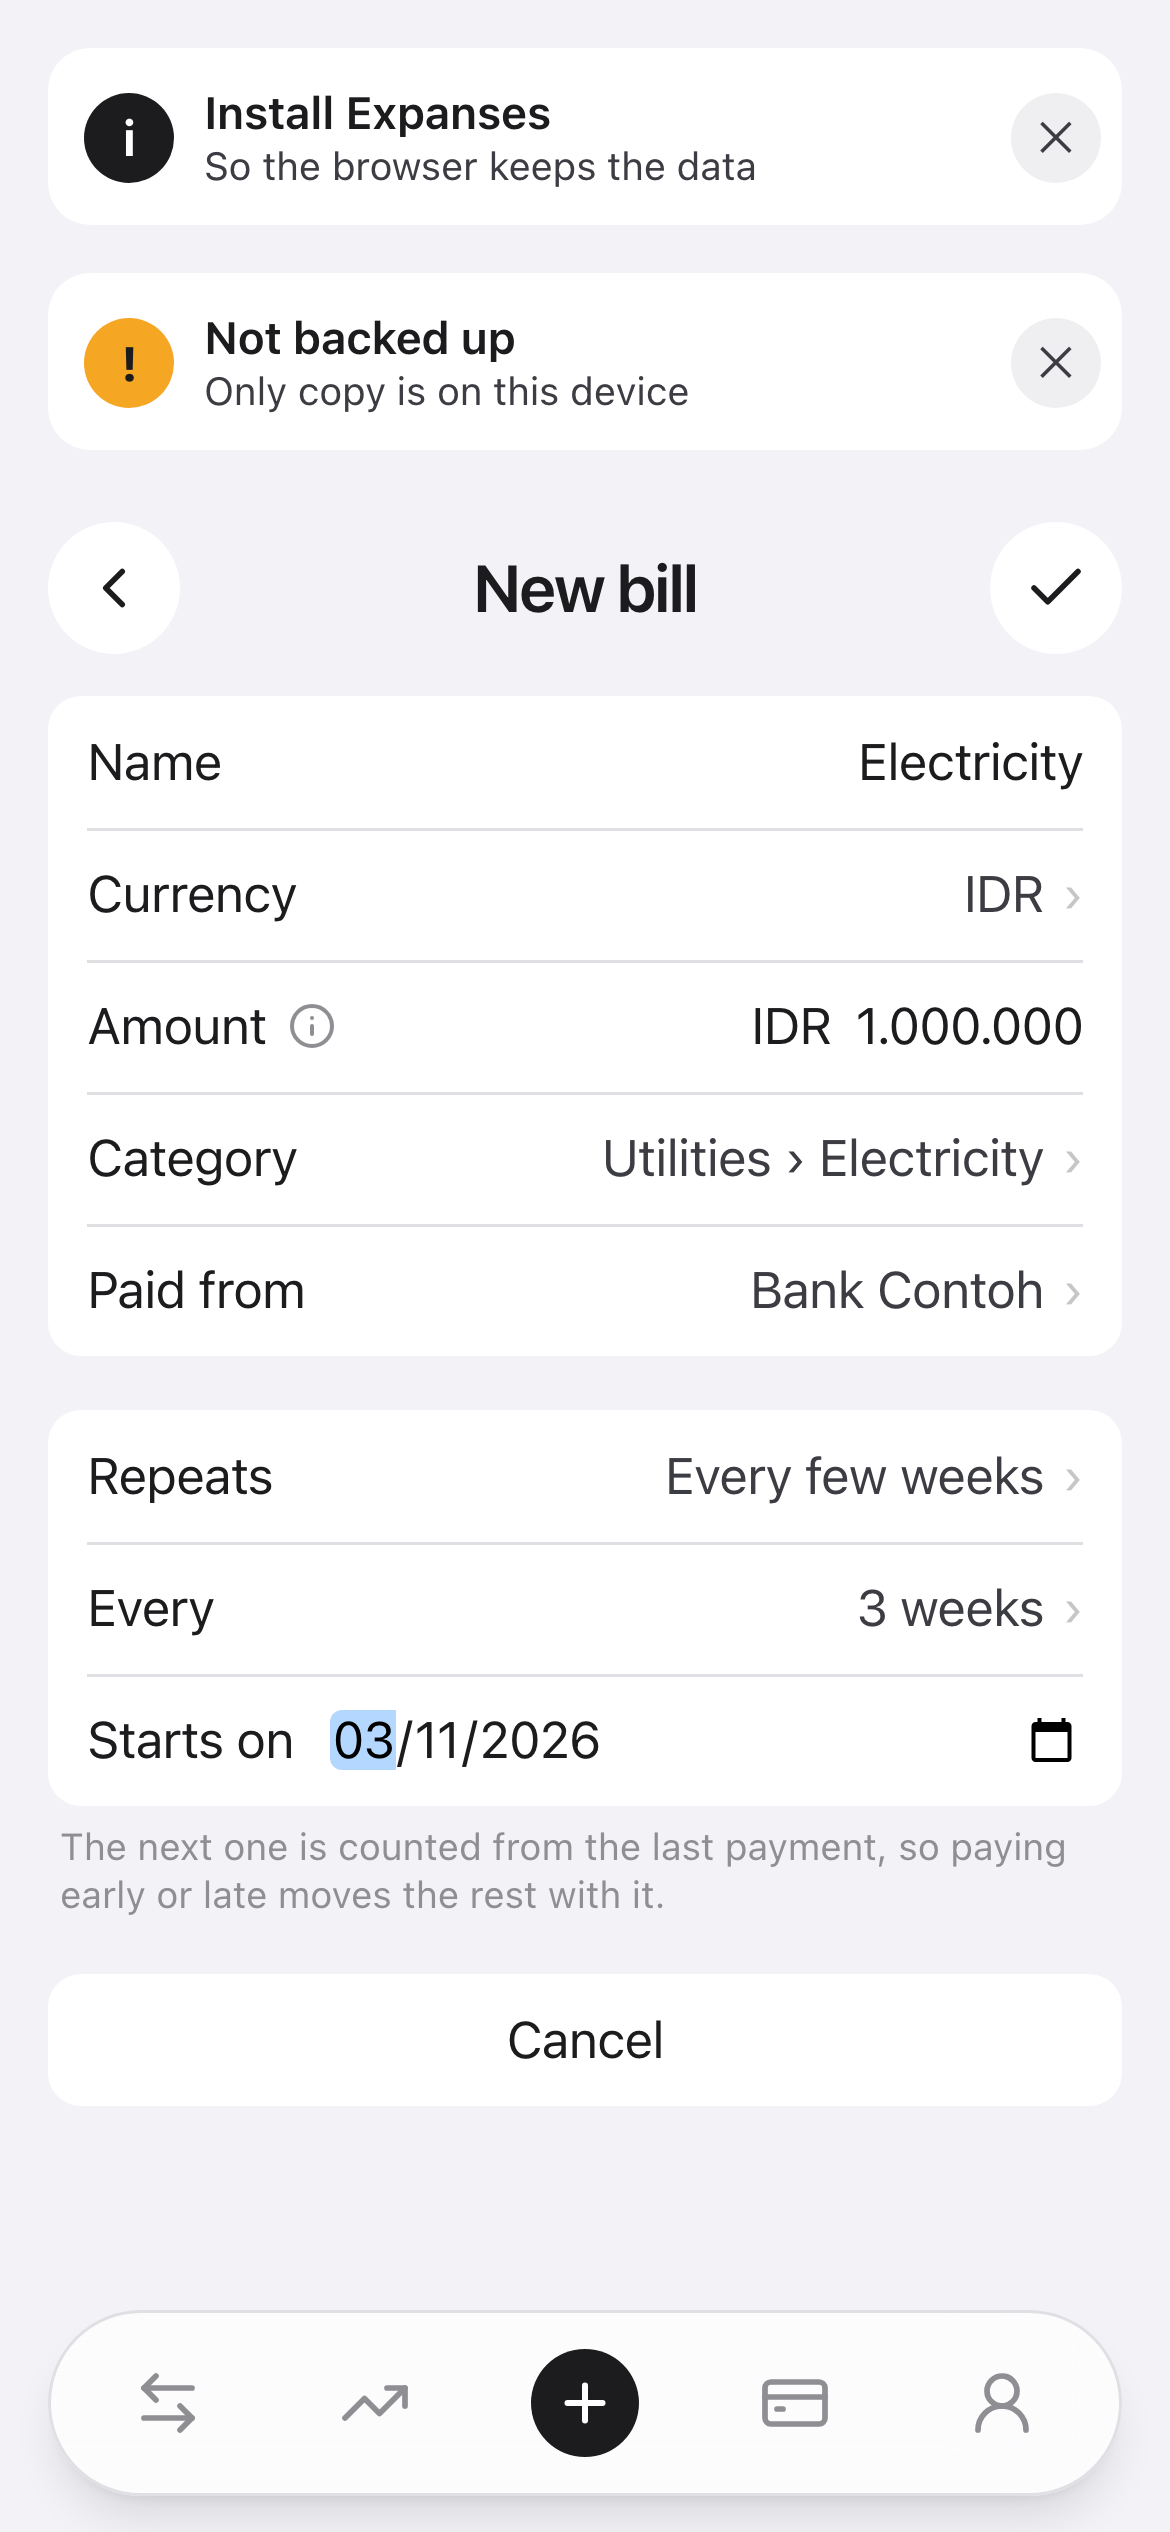 Install Expanses
So the browser keeps the data
Not backed up
Only copy is on this device
New bill
Name Electricity
Currency IDR
Amount IDR 1.000.000
Category Utilities › Electricity
Paid from Bank Contoh
Repeats Every few weeks
Every 3 weeks
Starts on 03/11/2026
The next one is counted from the last payment, so paying
early or late moves the rest with it.
Cancel